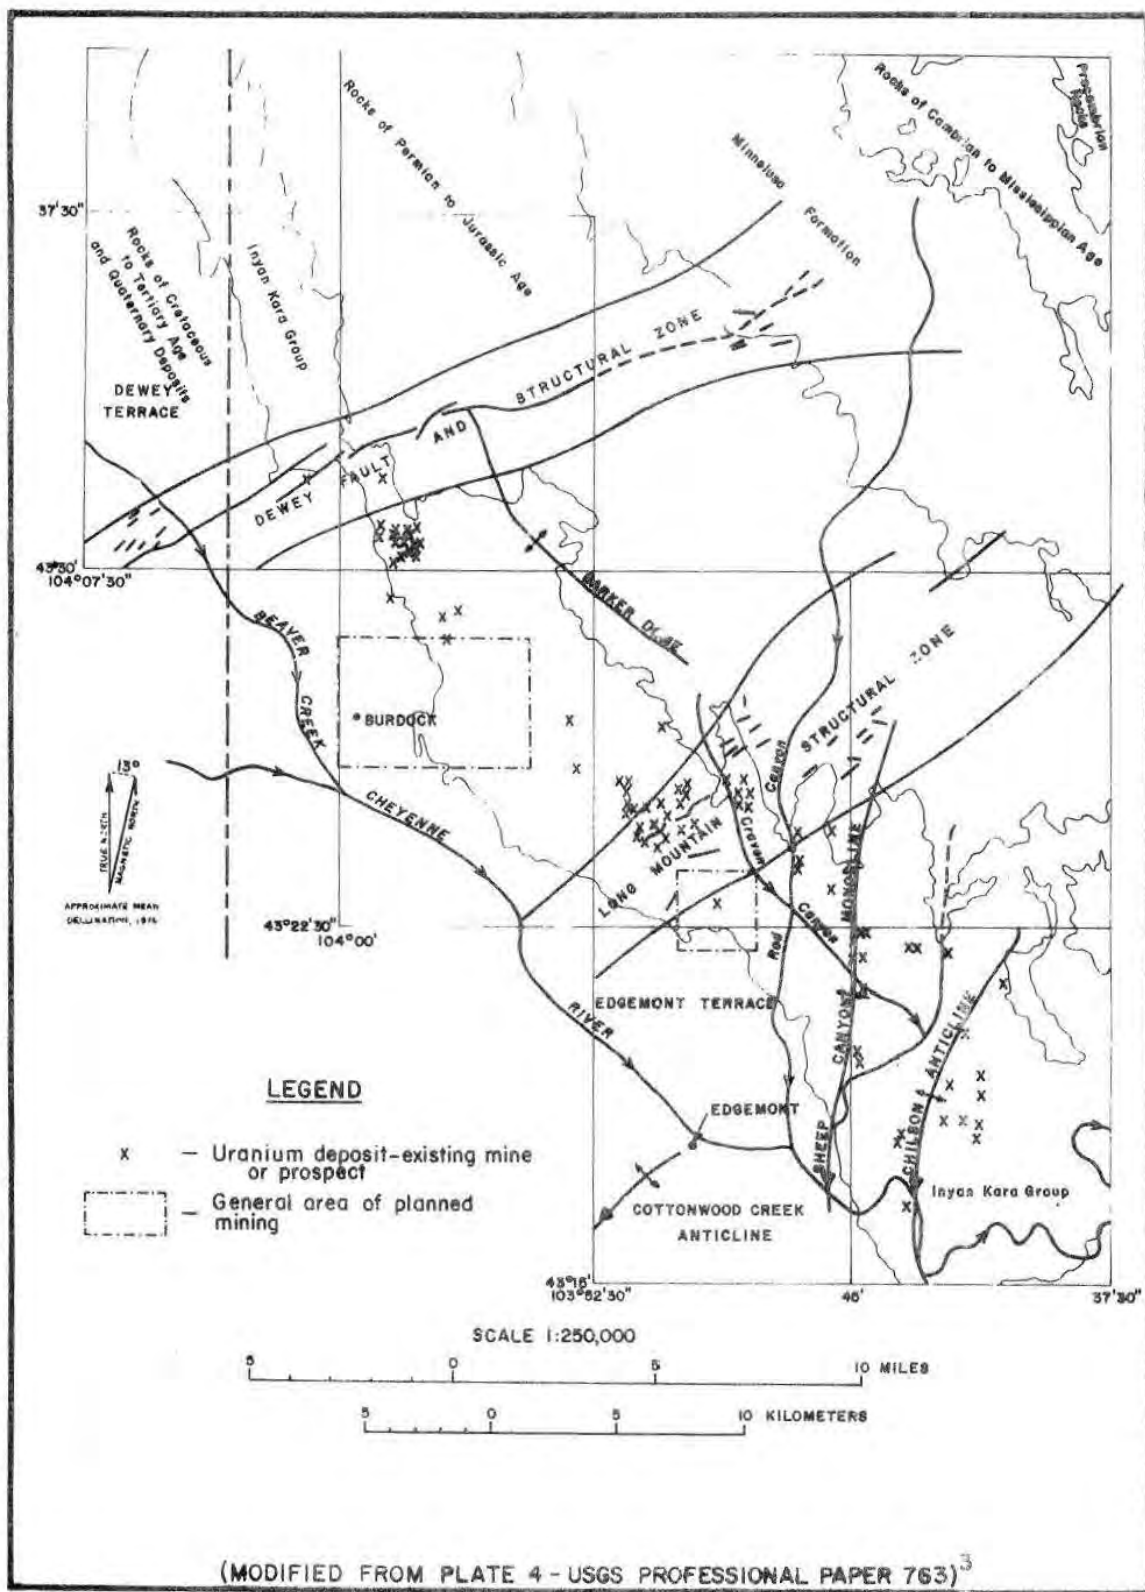 Rocks of Cambrian to Mississippian Age
Precambrian
Rocks
Rocks of Permian to Jurassic Age
Minnelusa
Formation
37'30"
Rocks of Cretaceous
to Tertiary Age
and Quaternary Deposits
Inyan Kara Group
DEWEY
TERRACE
DEWEY FAULT AND STRUCTURAL ZONE
43°30'
104°07'30"
BARKER DOME
BEAVER CREEK
BURDOCK
LONG MOUNTAIN STRUCTURAL ZONE
13°
TRUE NORTH
MAGNETIC NORTH
APPROXIMATE MEAN
CHEYENNE RIVER
Craven Canyon
Red Canyon
43°22'30"
104°00'
EDGEMONT TERRACE
SHEEP CANYON MONOCLINE
CHILSON ANTICLINE
EDGEMONT
COTTONWOOD CREEK
ANTICLINE
Inyan Kara Group
LEGEND
x – Uranium deposit-existing mine
or prospect
– General area of planned
mining
43°15'
103°52'30"
45'
37'30"
SCALE 1:250,000
5 0 5 10 MILES
5 0 5 10 KILOMETERS
(MODIFIED FROM PLATE 4 - USGS PROFESSIONAL PAPER 763)3